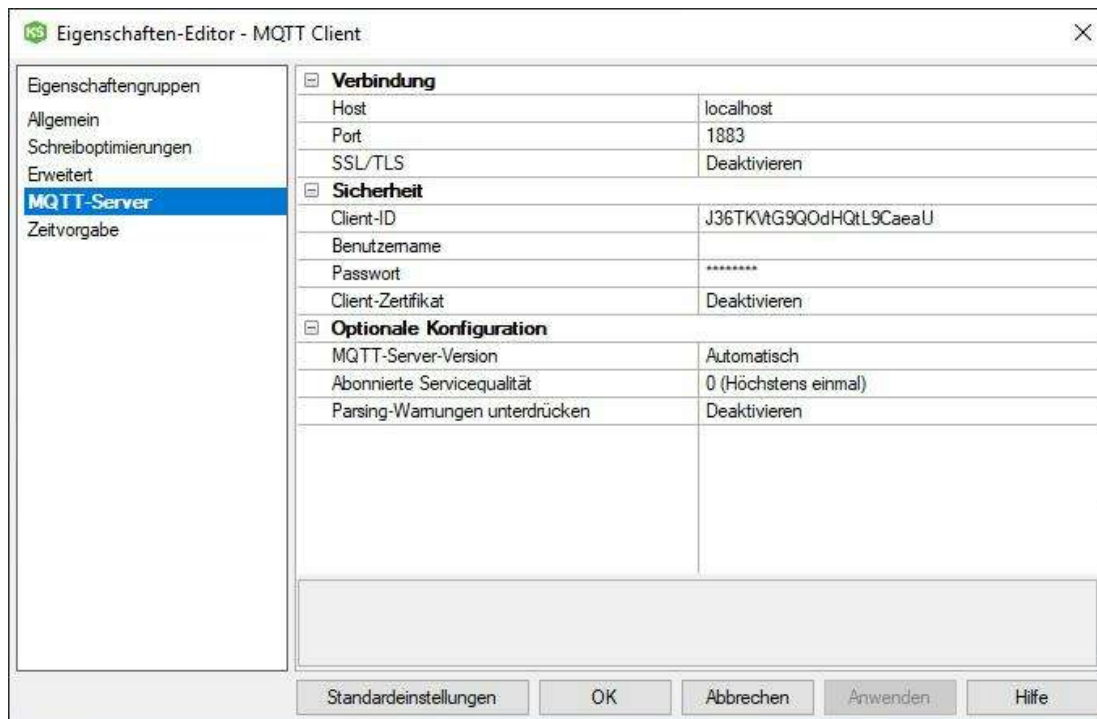 KS Eigenschaften-Editor - MQTT Client
Eigenschaftengruppen
Allgemein
Schreiboptimierungen
Erweitert
MQTT-Server
Zeitvorgabe
Verbindung
Host localhost
Port 1883
SSL/TLS Deaktivieren
Sicherheit
Client-ID J36TKVtG9QOdHQtL9CaeaU
Benutzername
Passwort ********
Client-Zertifikat Deaktivieren
Optionale Konfiguration
MQTT-Server-Version Automatisch
Abonnierte Servicequalität 0 (Höchstens einmal)
Parsing-Warnungen unterdrücken Deaktivieren
Standardeinstellungen OK Abbrechen Anwenden Hilfe